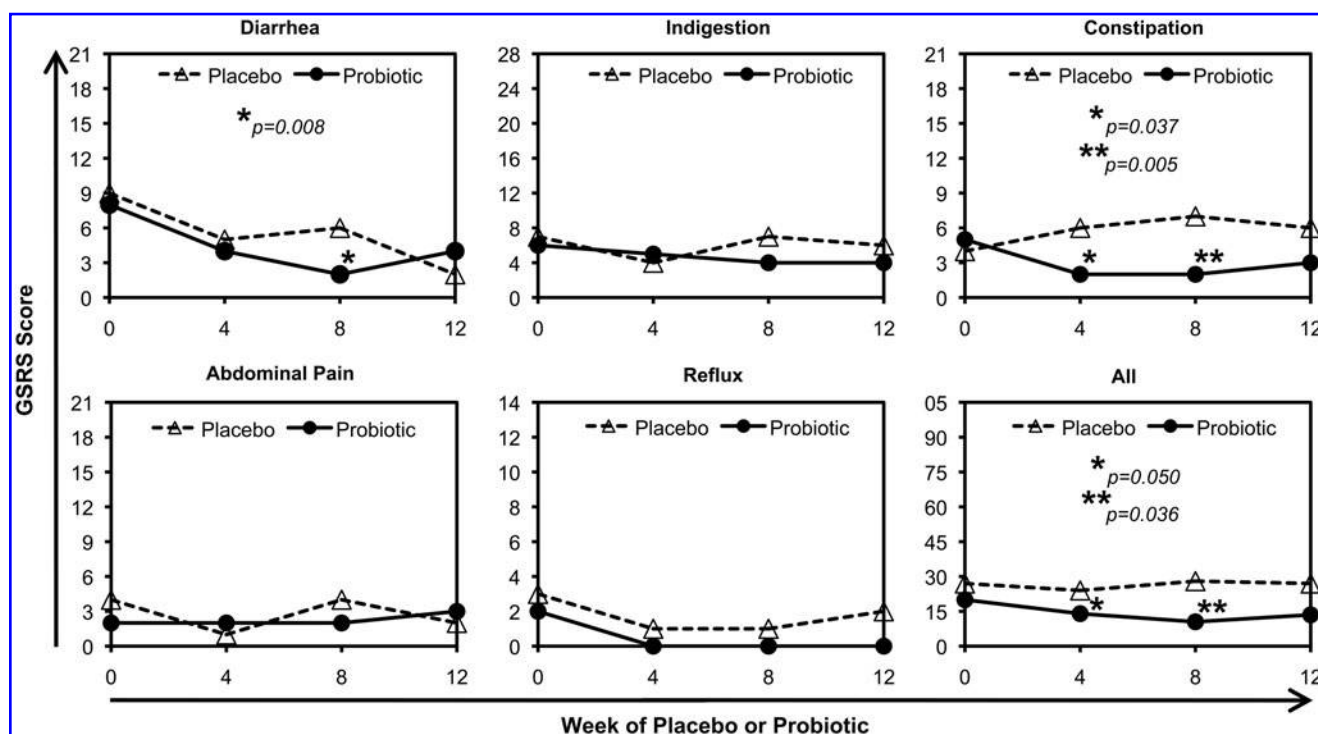 Diarrhea
21
18
15
12
9
6
3
0
Placebo
Probiotic
* p=0.008
*
0 4 8 12
Indigestion
28
24
20
16
12
8
4
0
Placebo
Probiotic
0 4 8 12
Constipation
21
18
15
12
9
6
3
0
Placebo
Probiotic
* p=0.037
** p=0.005
* **
0 4 8 12
GSRS Score
Abdominal Pain
21
18
15
12
9
6
3
0
Placebo
Probiotic
0 4 8 12
Reflux
14
12
10
8
6
4
2
0
Placebo
Probiotic
0 4 8 12
All
05
90
75
60
45
30
15
0
Placebo
Probiotic
* p=0.050
** p=0.036
* **
0 4 8 12
Week of Placebo or Probiotic